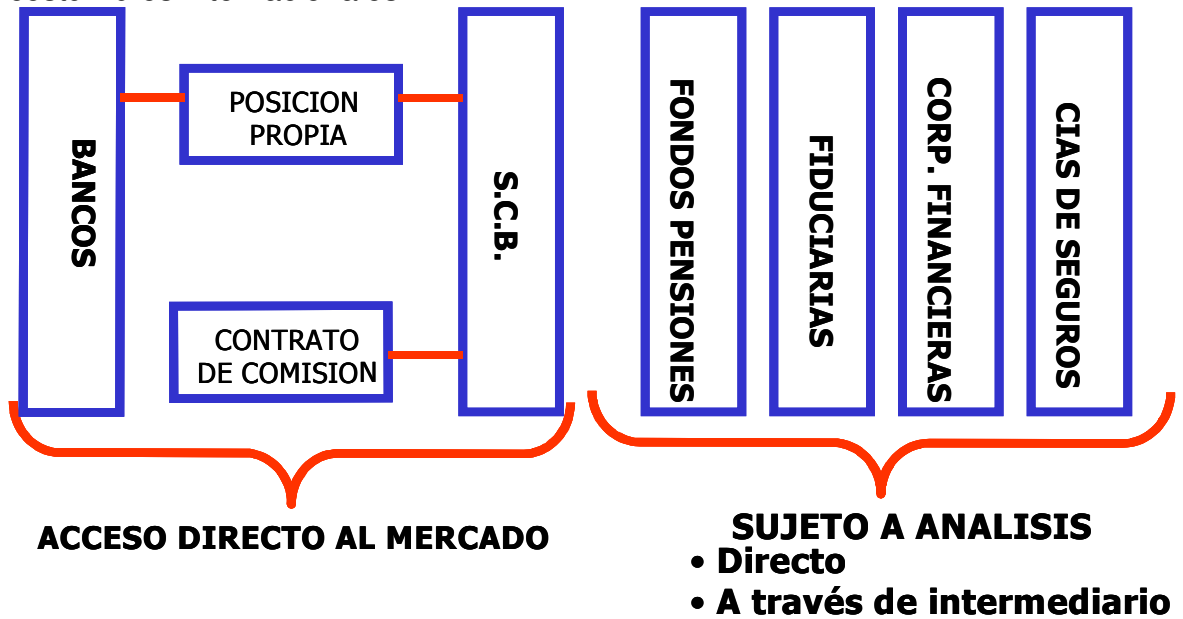 BANCOS
POSICION
PROPIA
CONTRATO
DE COMISION
S.C.B.
FONDOS PENSIONES
FIDUCIARIAS
CORP. FINANCIERAS
CIAS DE SEGUROS
ACCESO DIRECTO AL MERCADO
SUJETO A ANALISIS
• Directo
• A través de intermediario